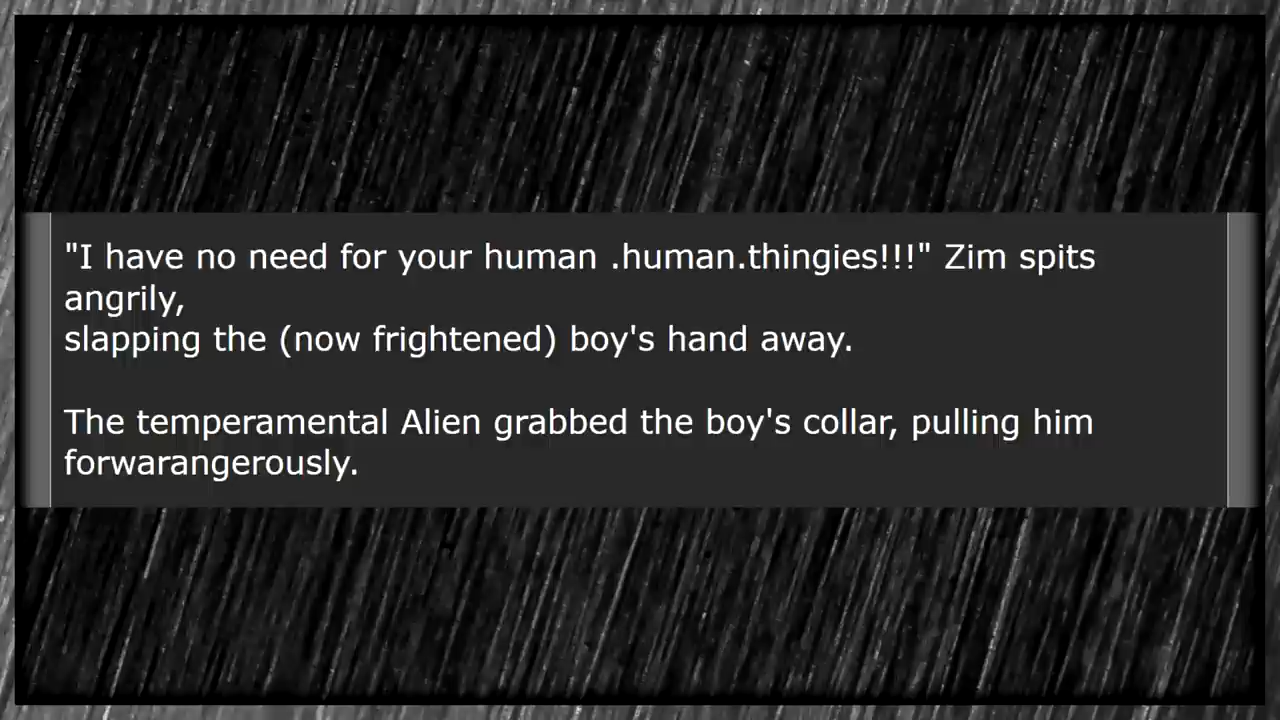 "I have no need for your human .human.thingies!!!" Zim spits
angrily,
slapping the (now frightened) boy's hand away.
The temperamental Alien grabbed the boy's collar, pulling him
forwarangerously.